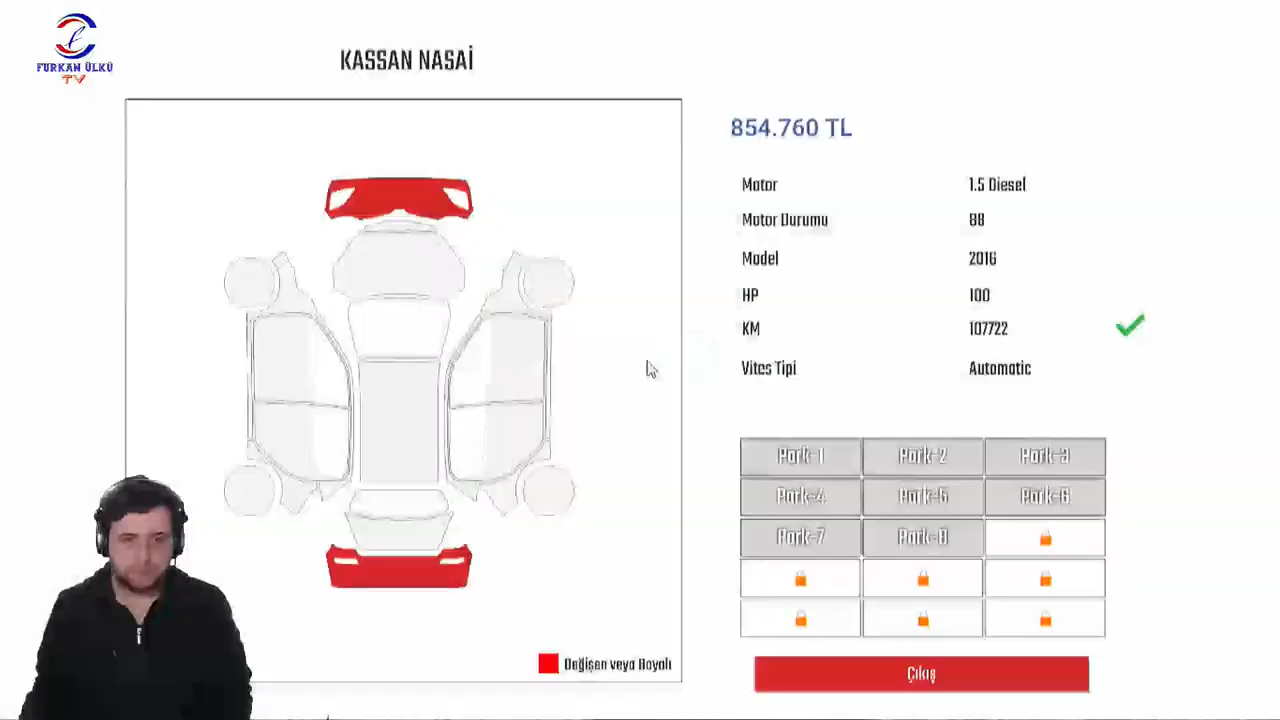 FURKAN ÜLKÜ
TV
KASSAN NASAİ
854.760 TL
Motor 1.5 Diesel
Motor Durumu 88
Model 2016
HP 100
KM 107722
Vites Tipi Automatic
Park-1 Park-2 Park-3
Park-4 Park-5 Park-6
Park-7 Park-8
Değişen veya Boyalı
Çıkış